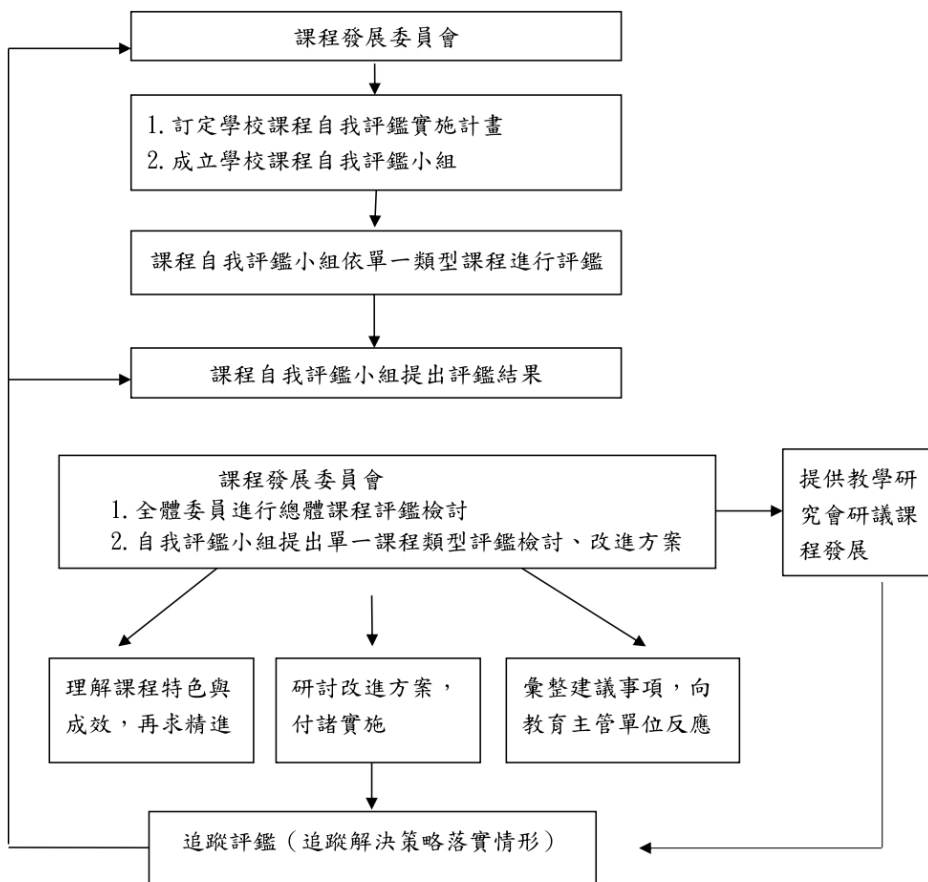 課程發展委員會
1.訂定學校課程自我評鑑實施計畫
2.成立學校課程自我評鑑小組
課程自我評鑑小組依單一類型課程進行評鑑
課程自我評鑑小組提出評鑑結果
課程發展委員會
1.全體委員進行總體課程評鑑檢討
2.自我評鑑小組提出單一課程類型評鑑檢討、改進方案
提供教學研
究會研議課
程發展
理解課程特色與
成效，再求精進
研討改進方案，
付諸實施
彙整建議事項，向
教育主管單位反應
追蹤評鑑（追蹤解決策略落實情形）